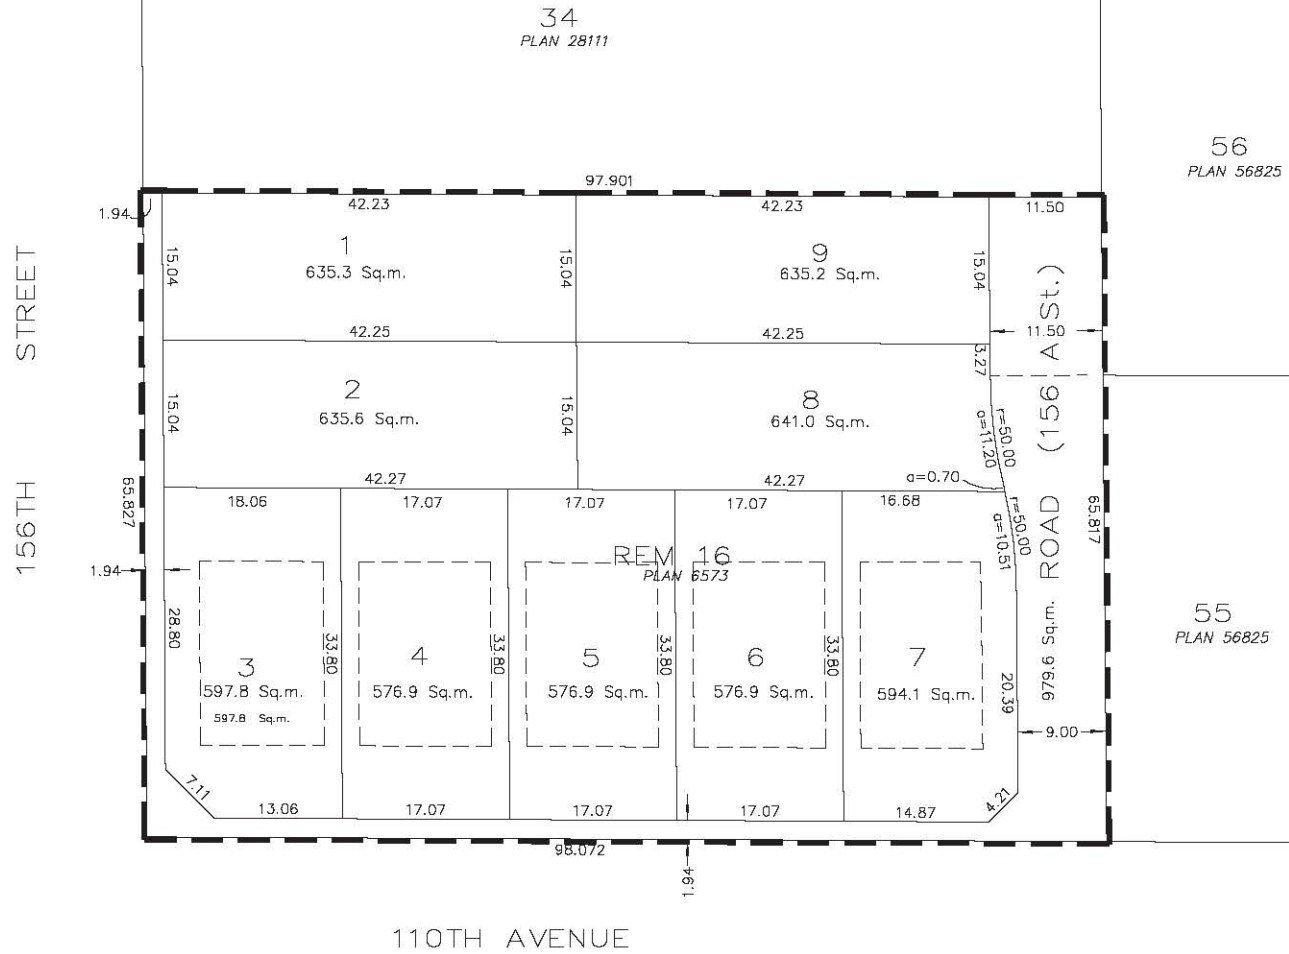 34
PLAN 28111
56
PLAN 56825
97.901
1.94
42.23
42.23
11.50
15.04
1
635.3 Sq.m.
15.04
9
635.2 Sq.m.
15.04
STREET
42.25
42.25
11.50
3.27
ROAD (156 A St.)
2
635.6 Sq.m.
15.04
15.04
8
641.0 Sq.m.
r=50.00
a=11.20
42.27
42.27
a=0.70
65.827
156TH
18.06
17.07
17.07
17.07
16.68
r=50.00
a=10.51
65.817
REM 16
PLAN 6573
1.94
28.80
33.80
33.80
33.80
33.80
55
PLAN 56825
3
597.8 Sq.m.
597.8 Sq.m.
4
576.9 Sq.m.
5
576.9 Sq.m.
6
576.9 Sq.m.
7
594.1 Sq.m.
20.39
979.6 Sq.m.
9.00
7.11
13.06
17.07
17.07
17.07
14.87
4.21
98.072
1.94
110TH AVENUE